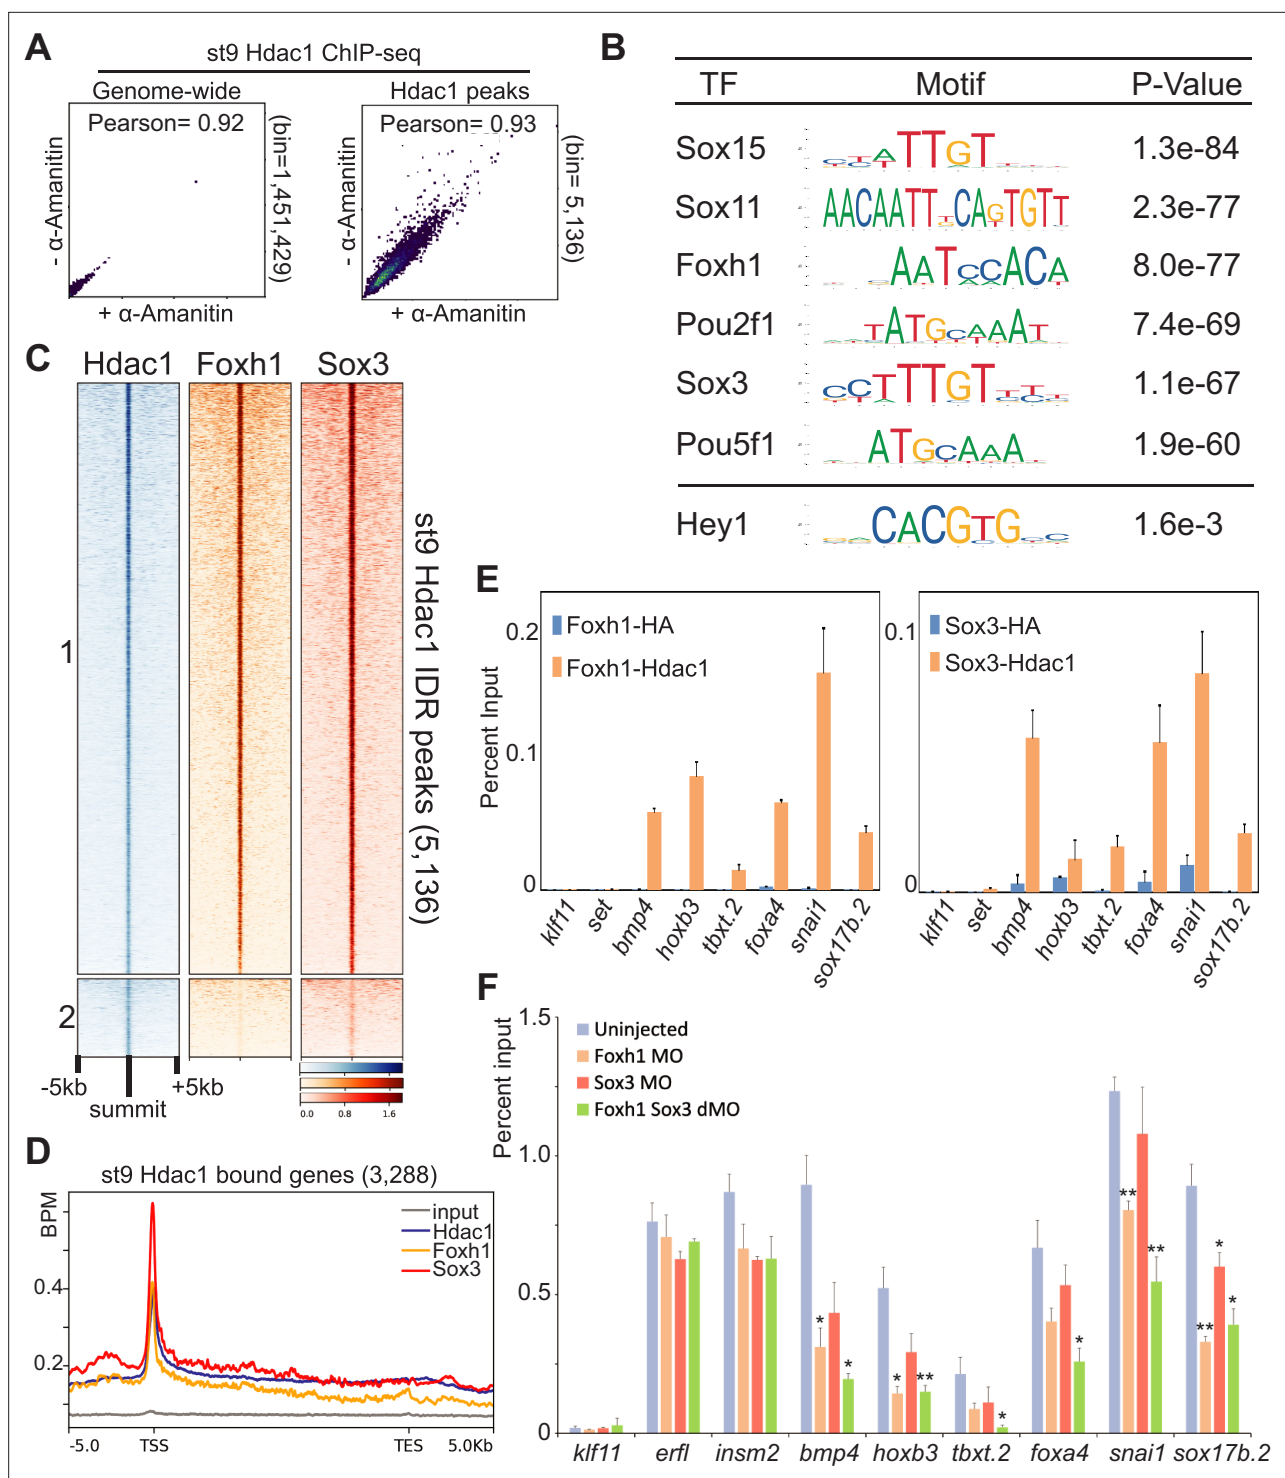 A
st9 Hdac1 ChIP-seq
Genome-wide
Pearson= 0.92
- α-Amanitin
+ α-Amanitin
(bin=1,451,429)
Hdac1 peaks
Pearson= 0.93
- α-Amanitin
+ α-Amanitin
(bin= 5,136)
B
TF Motif P-Value
Sox15 1.3e-84
Sox11 AACAATT CAGTGTT 2.3e-77
Foxh1 AATCCACA 8.0e-77
Pou2f1 TATGCAAAT 7.4e-69
Sox3 CCTTTGT 1.1e-67
Pou5f1 ATGCAAA 1.9e-60
Hey1 CACGTG 1.6e-3
C
Hdac1 Foxh1 Sox3
1
2
st9 Hdac1 IDR peaks (5,136)
-5kb summit +5kb
0.0 0.8 1.6
D
st9 Hdac1 bound genes (3,288)
BPM
0.4
0.2
input
Hdac1
Foxh1
Sox3
-5.0 TSS TES 5.0Kb
E
Percent Input
0.2
0.1
0
Foxh1-HA
Foxh1-Hdac1
klf11 set bmp4 hoxb3 tbxt.2 foxa4 snai1 sox17b.2
0.1
0
Sox3-HA
Sox3-Hdac1
klf11 set bmp4 hoxb3 tbxt.2 foxa4 snai1 sox17b.2
F
Percent input
1.5
1.0
0.5
0
Uninjected
Foxh1 MO
Sox3 MO
Foxh1 Sox3 dMO
* * * ** * ** ** ** * *
klf11 erfl insm2 bmp4 hoxb3 tbxt.2 foxa4 snai1 sox17b.2